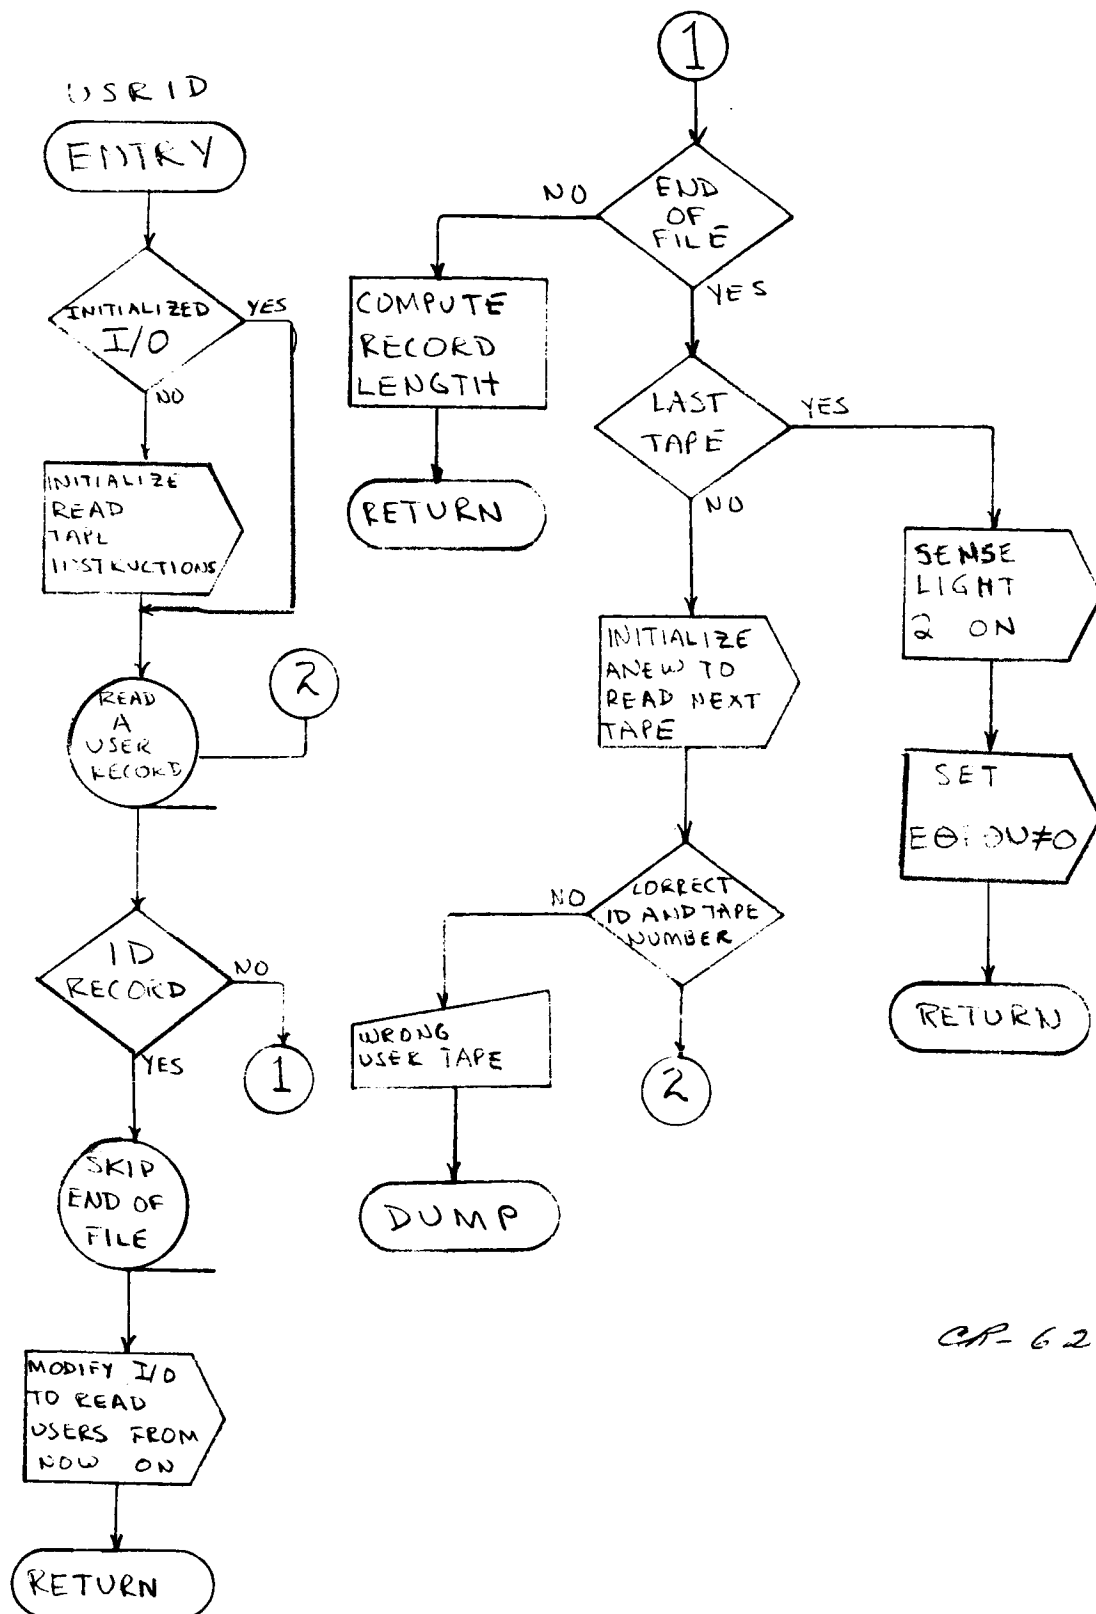 USRID
ENTRY
INITIALIZED
I/O
YES
NO
INITIALIZE
READ
TAPE
INSTRUCTIONS
2
READ
A
USER
RECORD
ID
RECORD
NO
1
YES
SKIP
END OF
FILE
MODIFY I/O
TO READ
USERS FROM
NOW ON
RETURN
1
END
OF
FILE
NO
YES
COMPUTE
RECORD
LENGTH
RETURN
LAST
TAPE
YES
NO
INITIALIZE
ANEW TO
READ NEXT
TAPE
CORRECT
ID AND TAPE
NUMBER
NO
WRONG
USER TAPE
DUMP
2
SENSE
LIGHT
2 ON
SET
RETURN
CR-62